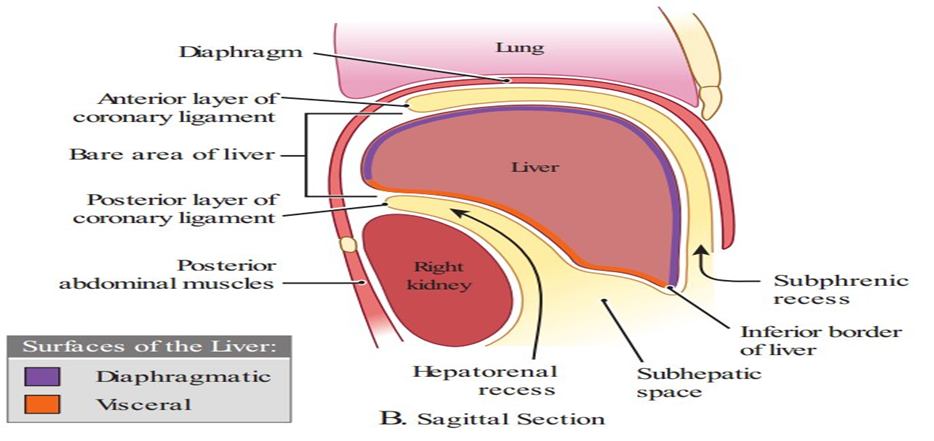 Lung
Diaphragm
Anterior layer of
coronary ligament
Bare area of liver
Liver
Posterior layer of
coronary ligament
Posterior
abdominal muscles
Right
kidney
Subphrenic
recess
Inferior border
of liver
Hepatorenal
recess
Subhepatic
space
Surfaces of the Liver:
Diaphragmatic
Visceral
B. Sagittal Section